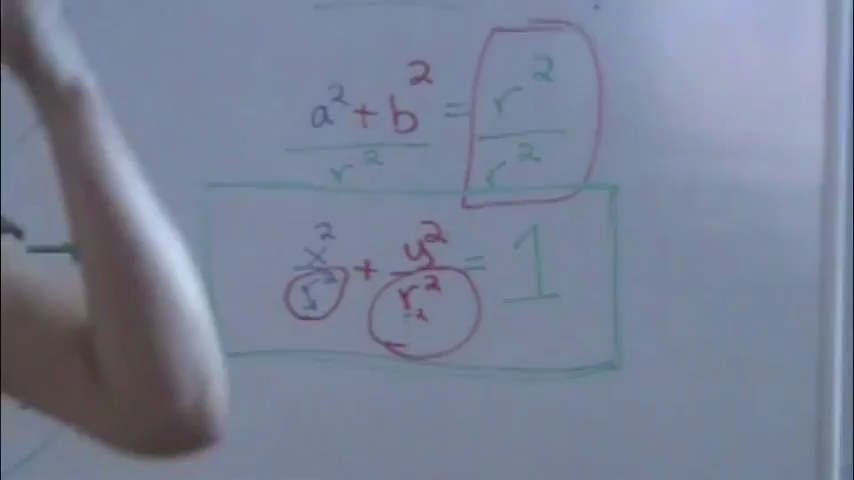 a² + b² = r²
r² r²
x² + y² = 1
r² r²